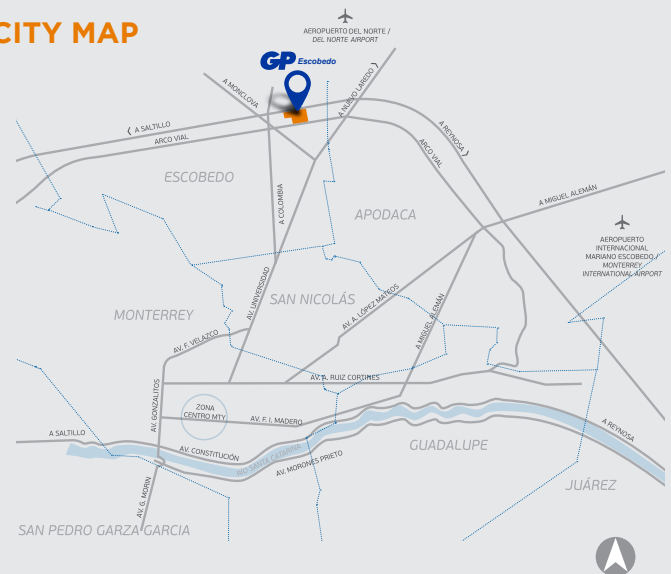 CITY MAP
AEROPUERTO DEL NORTE /
DEL NORTE AIRPORT
GP Escobedo
A MONCLOVA
A NUEVO LAREDO ❯
❮ A SALTILLO
ARCO VIAL
A REYNOSA ❯
ARCO VIAL
ESCOBEDO
A COLOMBIA
APODACA
A MIGUEL ALEMÁN
AEROPUERTO
INTERNACIONAL
MARIANO ESCOBEDO /
MONTERREY
INTERNATIONAL AIRPORT
AV. UNIVERSIDAD
SAN NICOLÁS
MONTERREY
AV. A. LÓPEZ MATEOS
A MIGUEL ALEMÁN
AV. F. VELAZCO
AV. A. RUIZ CORTINES
AV. GONZALITOS
ZONA
CENTRO MTY
AV. F. I. MADERO
A SALTILLO
AV. CONSTITUCIÓN
RIO SANTA CATARINA
AV. MORONES PRIETO
GUADALUPE
A REYNOSA
JUÁREZ
AV. G. MORIN
SAN PEDRO GARZA GARCIA